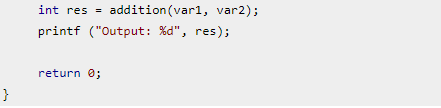 int res = addition(var1, var2);
printf ("Output: %d", res);
return 0;
}